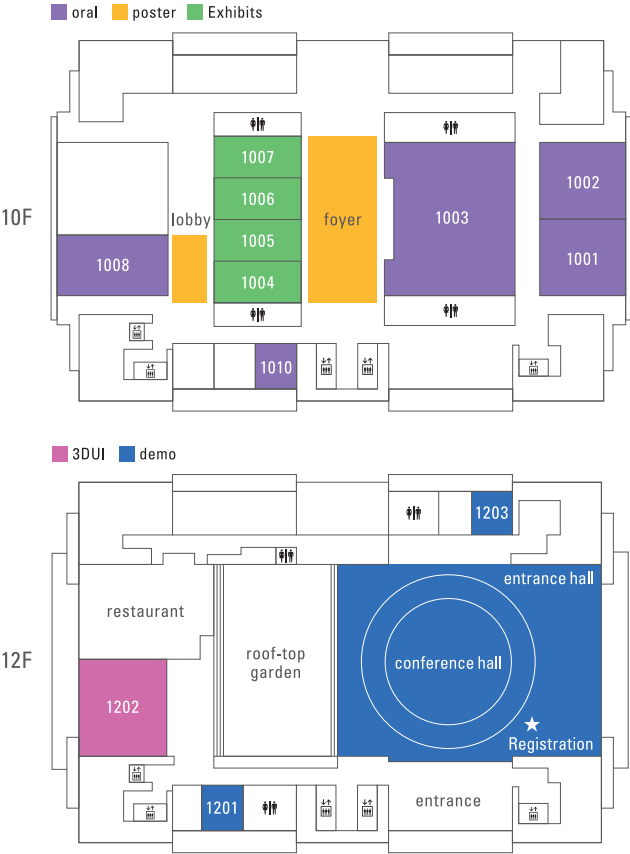 oral poster Exhibits
10F
1007
1006
1005
1004
lobby
foyer
1003
1002
1001
1008
1010
3DUI demo
12F
1203
entrance hall
restaurant
roof-top
garden
conference hall
1202
Registration
1201
entrance